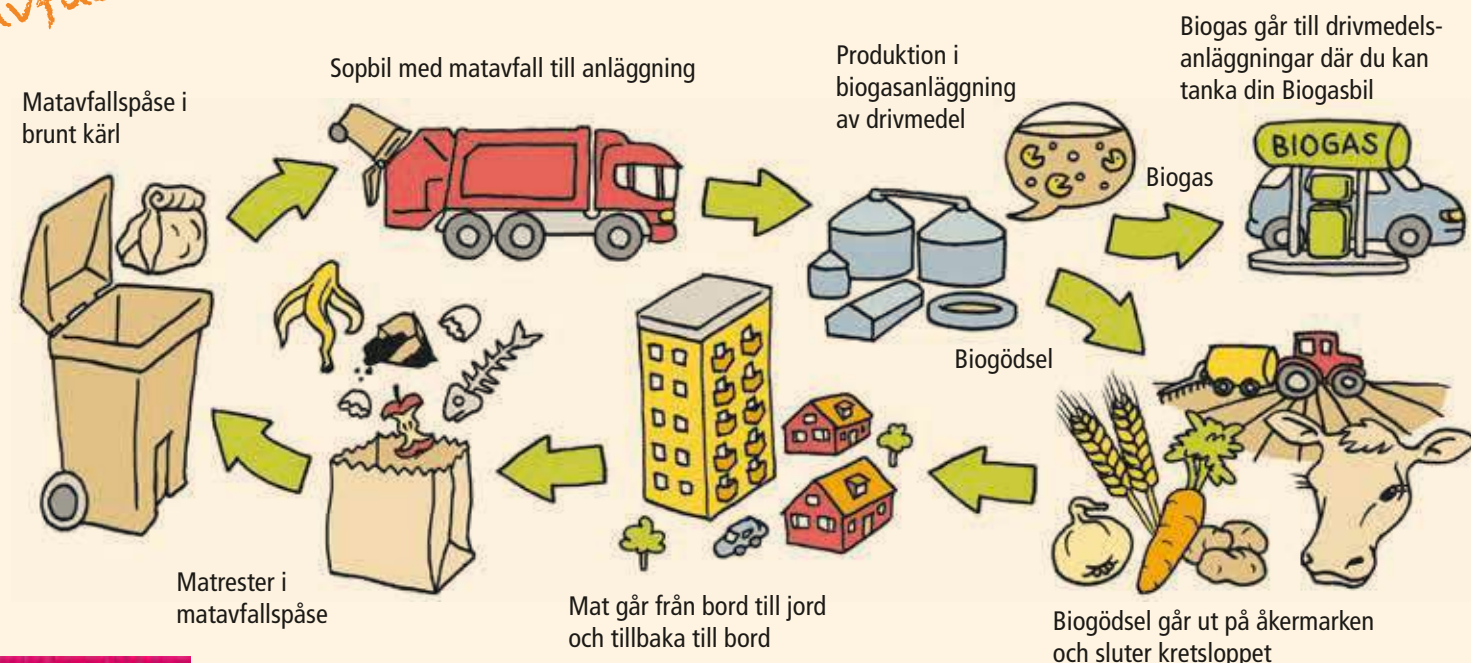 Matavfallspåse i
brunt kärl
Sopbil med matavfall till anläggning
Produktion i
biogasanläggning
av drivmedel
Biogas går till drivmedels-
anläggningar där du kan
tanka din Biogasbil
BIOGAS
Biogas
Biogödsel
Matrester i
matavfallspåse
Mat går från bord till jord
och tillbaka till bord
Biogödsel går ut på åkermarken
och sluter kretsloppet